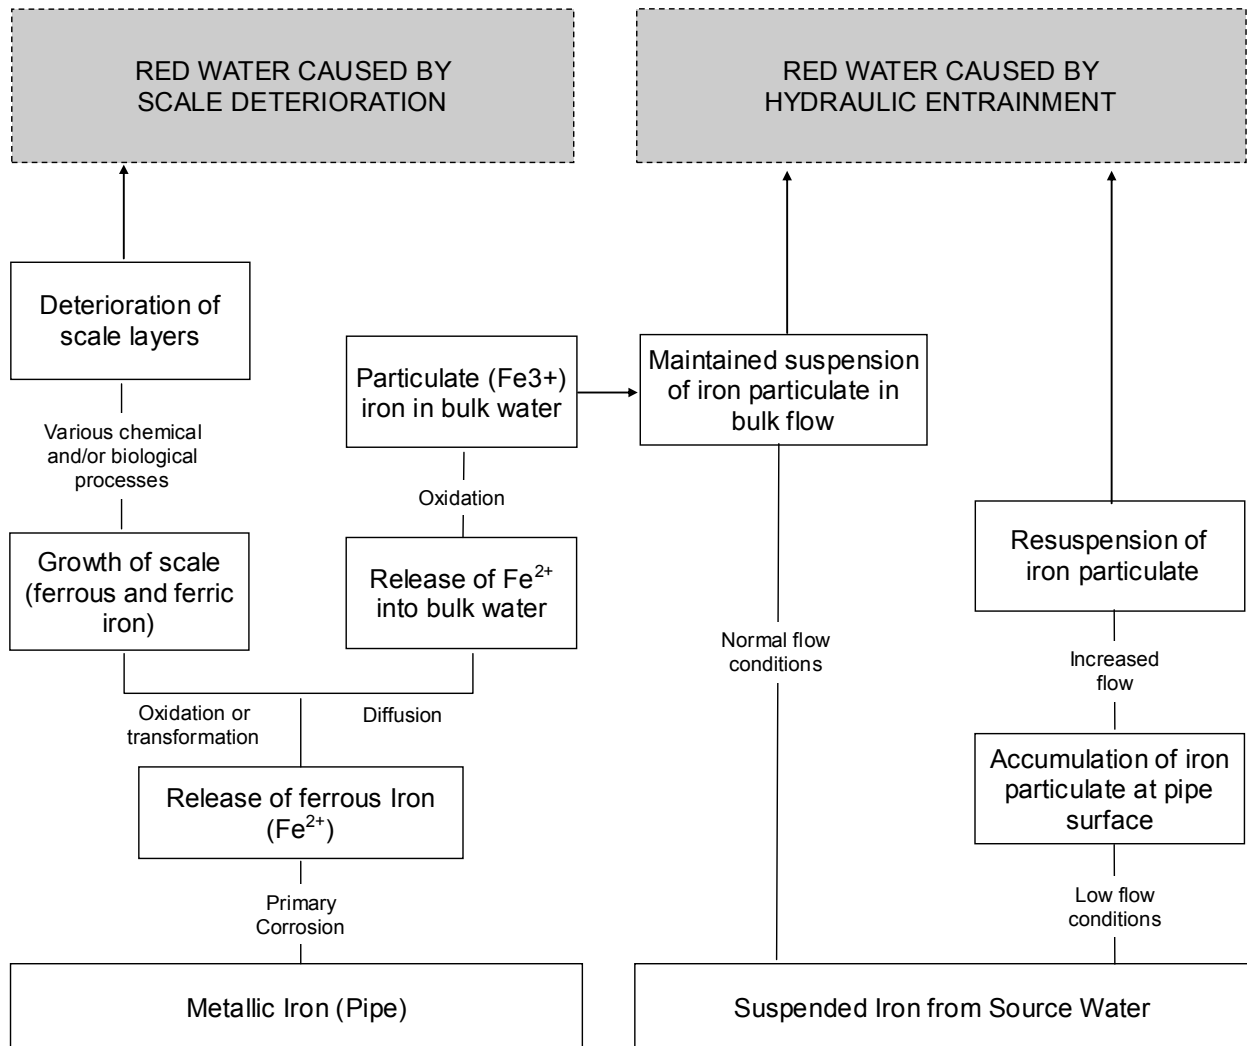 RED WATER CAUSED BY
SCALE DETERIORATION
RED WATER CAUSED BY
HYDRAULIC ENTRAINMENT
Deterioration of
scale layers
Particulate (Fe3+)
iron in bulk water
Maintained suspension
of iron particulate in
bulk flow
Various chemical
and/or biological
processes
Oxidation
Growth of scale
(ferrous and ferric
iron)
Release of Fe²⁺
into bulk water
Resuspension of
iron particulate
Normal flow
conditions
Increased
flow
Oxidation or
transformation
Diffusion
Release of ferrous Iron
(Fe²⁺)
Accumulation of iron
particulate at pipe
surface
Primary
Corrosion
Low flow
conditions
Metallic Iron (Pipe)
Suspended Iron from Source Water